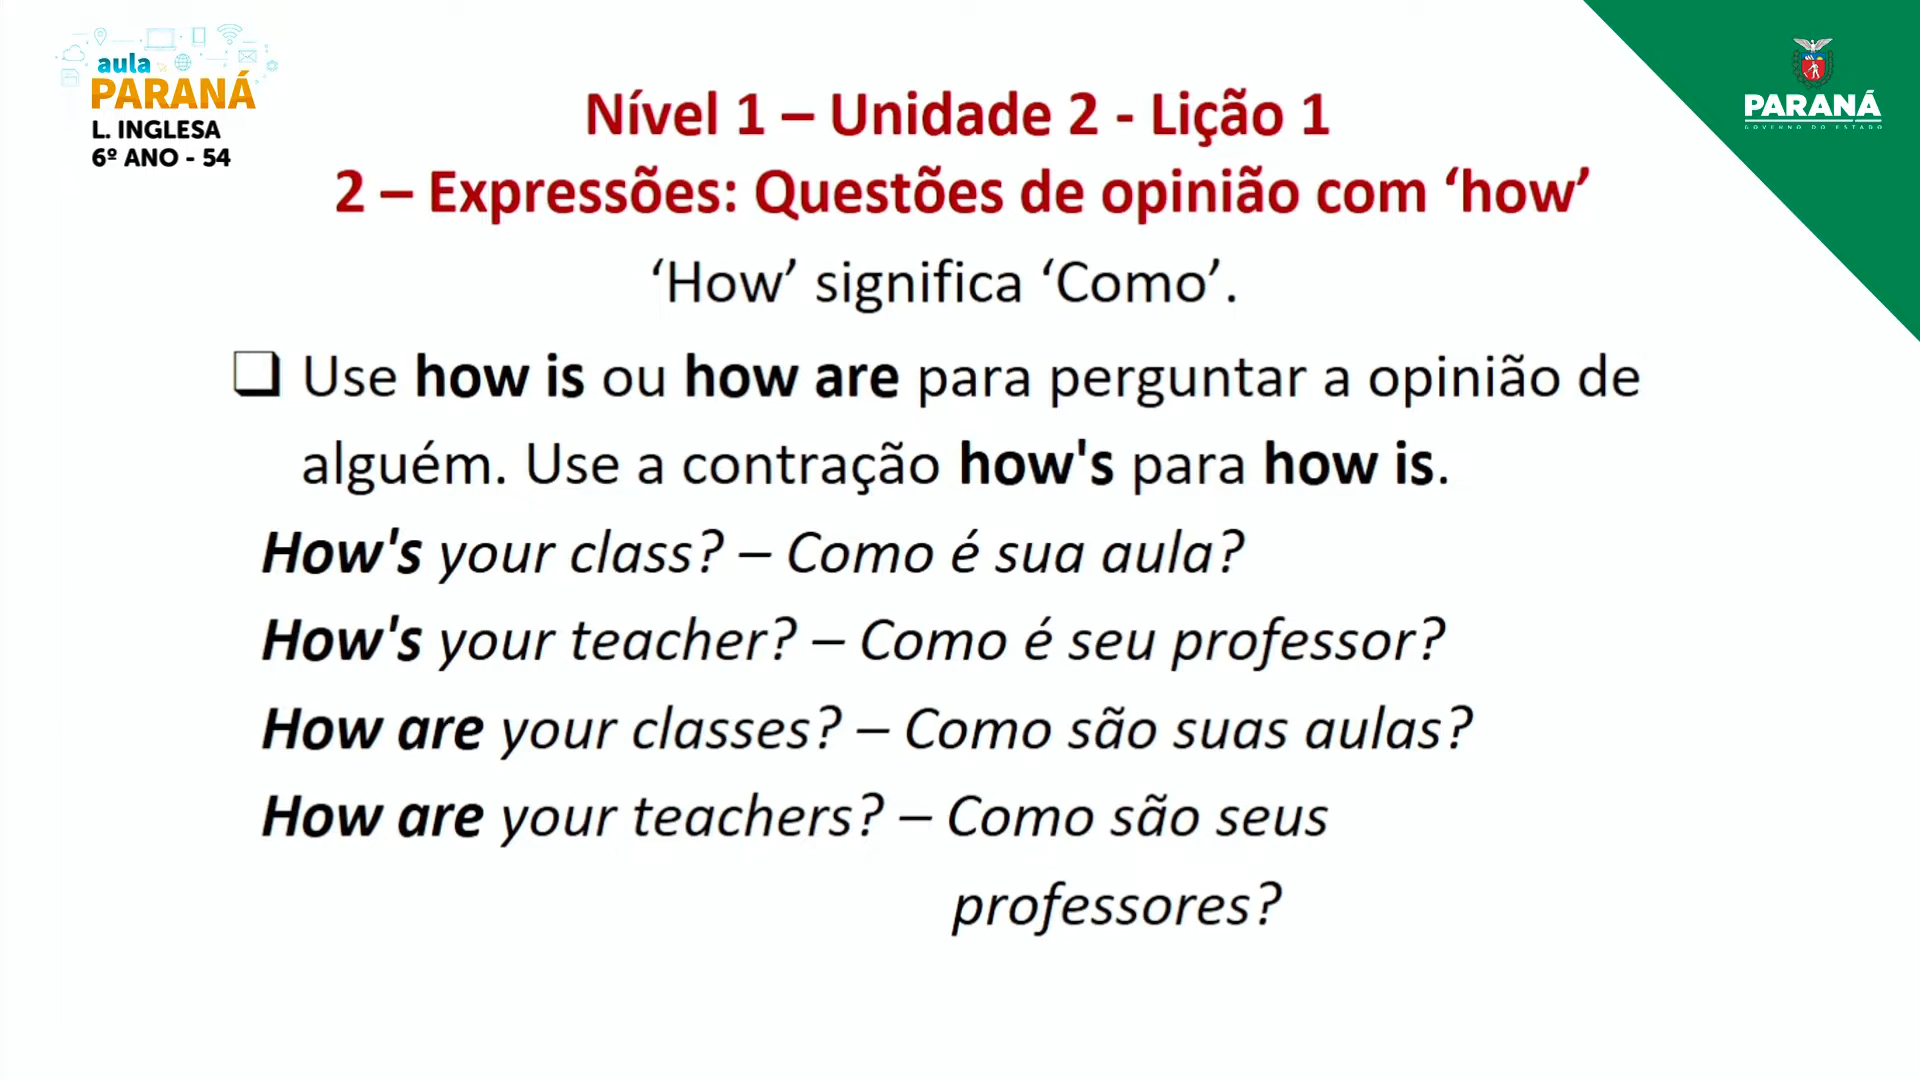 aula
PARANÁ
L. INGLESA
6º ANO - 54
PARANÁ
GOVERNO DO ESTADO
Nível 1 – Unidade 2 - Lição 1
2 – Expressões: Questões de opinião com ‘how’
‘How’ significa ‘Como’.
❑ Use how is ou how are para perguntar a opinião de
alguém. Use a contração how's para how is.
How's your class? – Como é sua aula?
How's your teacher? – Como é seu professor?
How are your classes? – Como são suas aulas?
How are your teachers? – Como são seus
professores?